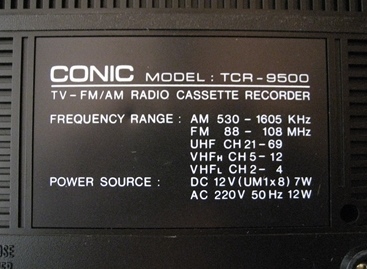 CONIC MODEL : TCR-9500
TV-FM/AM RADIO CASSETTE RECORDER
FREQUENCY RANGE : AM 530 - 1605 KHz
FM 88 - 108 MHz
UHF CH 21-69
VHFH CH 5-12
VHFL CH 2- 4
POWER SOURCE : DC 12V (UM1x8) 7W
AC 220V 50Hz 12W